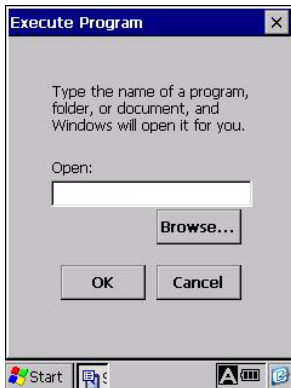 Execute Program
Type the name of a program,
folder, or document, and
Windows will open it for you.
Open:
Browse...
OK Cancel
Start
A